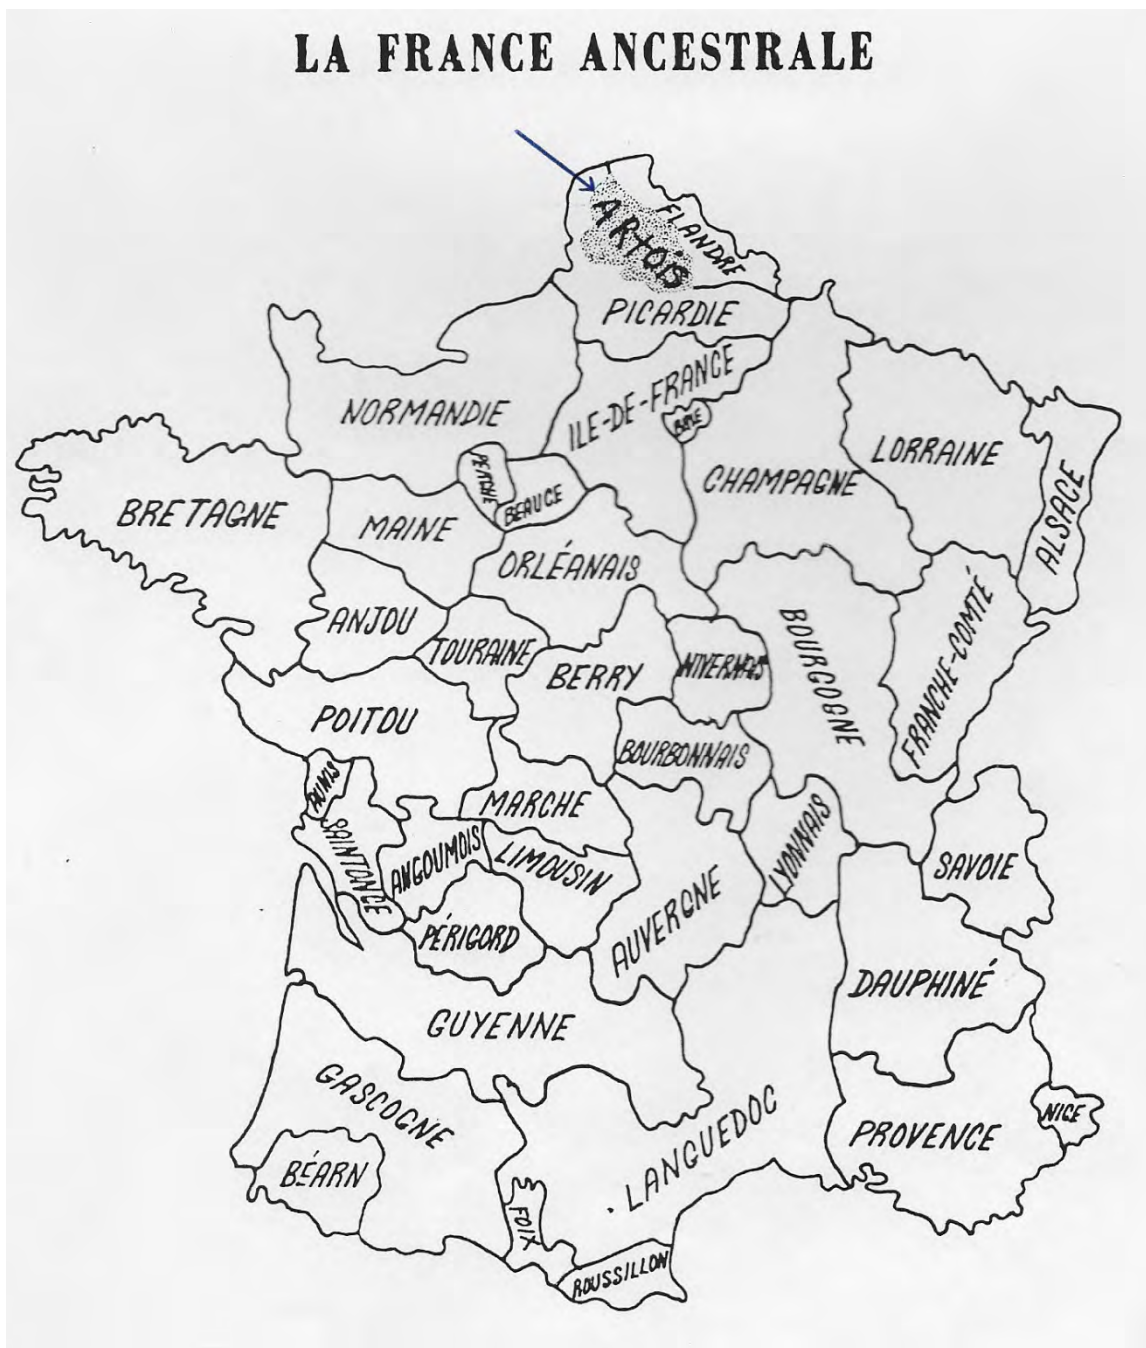 LA FRANCE ANCESTRALE
ARTOIS
FLANDRE
PICARDIE
NORMANDIE
ILE-DE-FRANCE
LORRAINE
ALSACE
CHAMPAGNE
PERCHE
BEAUCE
BRETAGNE
MAINE
ORLÉANAIS
ANJOU
TOURAINE
BERRY
NIVERNAIS
BOURGOGNE
FRANCHE-COMTÉ
POITOU
BOURBONNAIS
AUNIS
MARCHE
SAINTONGE
ANGOUMOIS
LIMOUSIN
LYONNAIS
SAVOIE
PÉRIGORD
AUVERGNE
DAUPHINÉ
GUYENNE
GASCOGNE
LANGUEDOC
PROVENCE
NICE
BÉARN
FOIX
ROUSSILLON